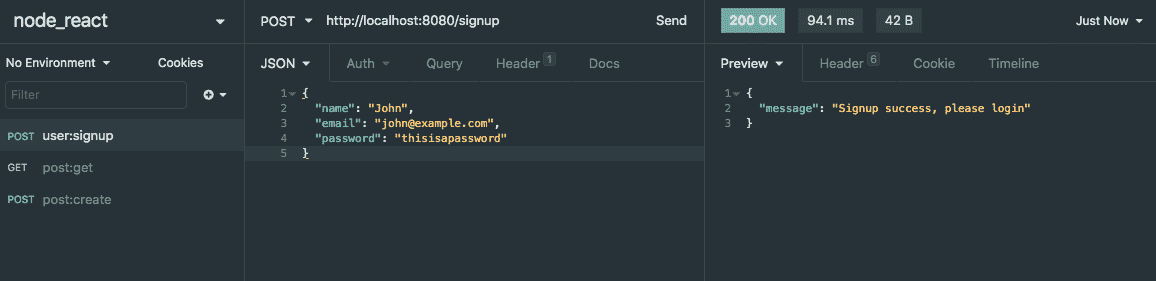 node_react
POST http://localhost:8080/signup Send
200 OK 94.1 ms 42 B Just Now
No Environment Cookies
JSON Auth Query Header 1 Docs
Preview Header 6 Cookie Timeline
Filter
POST user:signup
GET post:get
POST post:create
1 {
2 "name": "John",
3 "email": "john@example.com",
4 "password": "thisisapassword"
5 }
1 {
2 "message": "Signup success, please login"
3 }